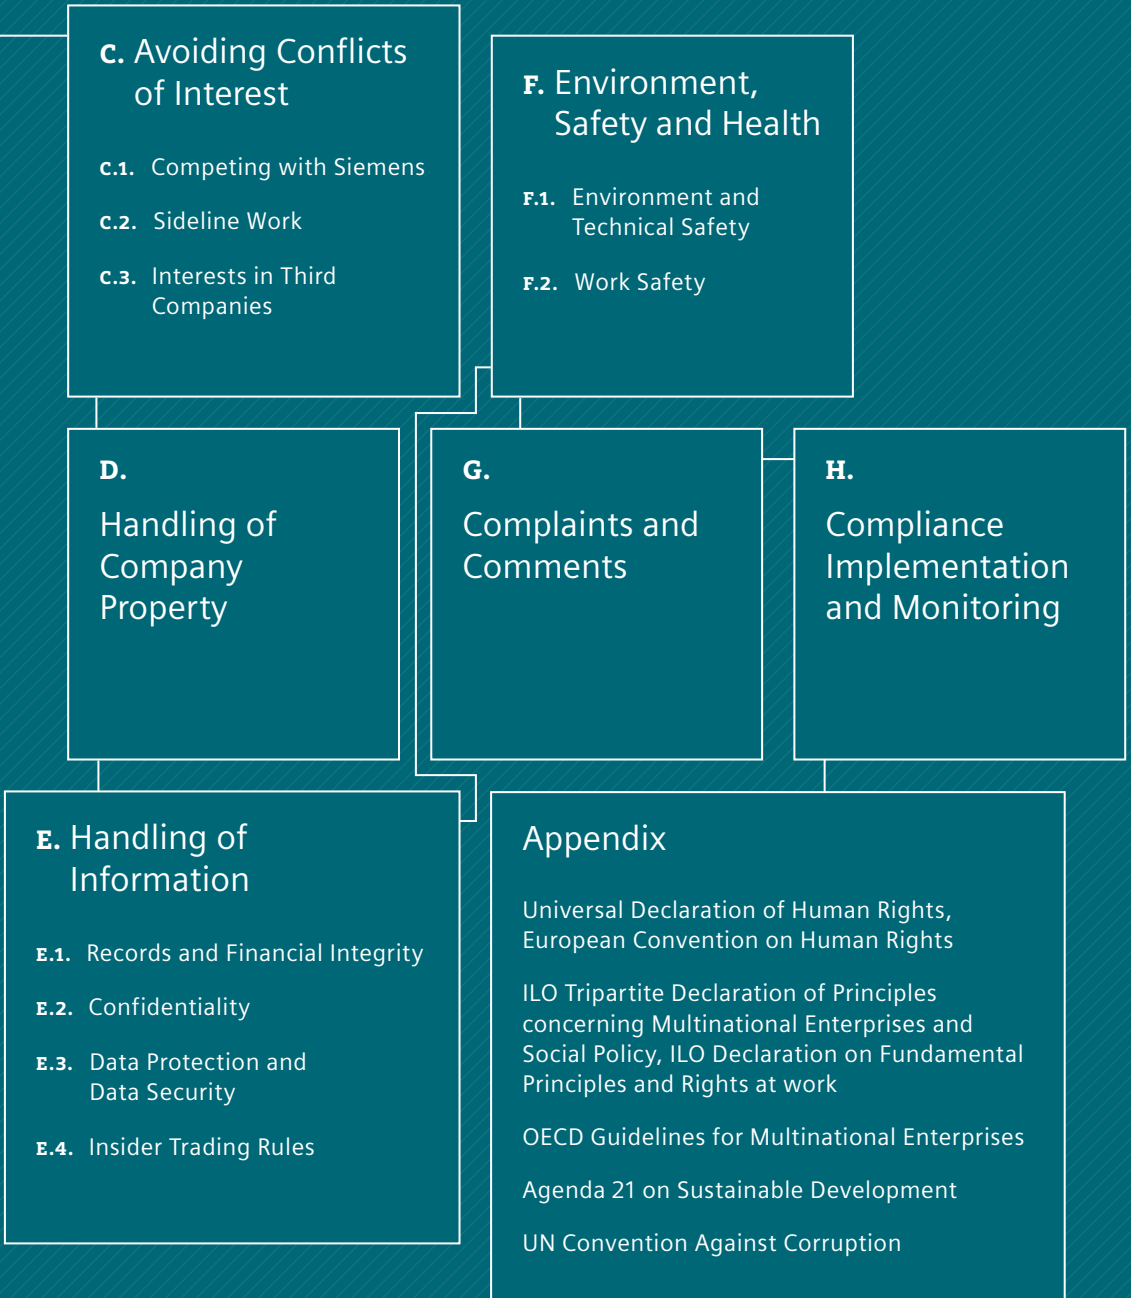 C. Avoiding Conflicts
of Interest
C.1. Competing with Siemens
C.2. Sideline Work
C.3. Interests in Third
Companies
D.
Handling of
Company
Property
E. Handling of
Information
E.1. Records and Financial Integrity
E.2. Confidentiality
E.3. Data Protection and
Data Security
E.4. Insider Trading Rules
F. Environment,
Safety and Health
F.1. Environment and
Technical Safety
F.2. Work Safety
G.
Complaints and
Comments
H.
Compliance
Implementation
and Monitoring
Appendix
Universal Declaration of Human Rights,
European Convention on Human Rights
ILO Tripartite Declaration of Principles
concerning Multinational Enterprises and
Social Policy, ILO Declaration on Fundamental
Principles and Rights at work
OECD Guidelines for Multinational Enterprises
Agenda 21 on Sustainable Development
UN Convention Against Corruption